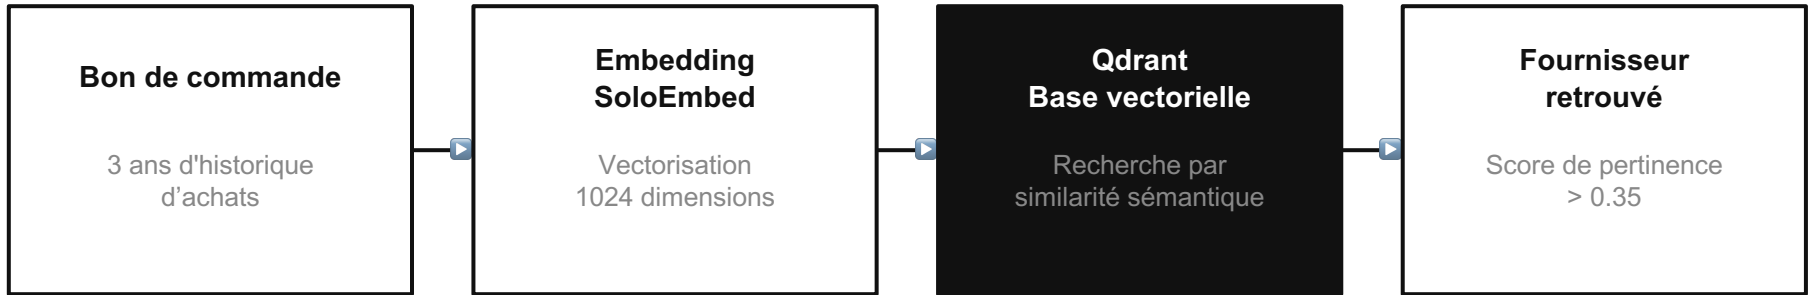 Bon de commande
3 ans d'historique
d’achats
Embedding
SoloEmbed
Vectorisation
1024 dimensions
Qdrant
Base vectorielle
Recherche par
similarité sémantique
Fournisseur
retrouvé
Score de pertinence
> 0.35